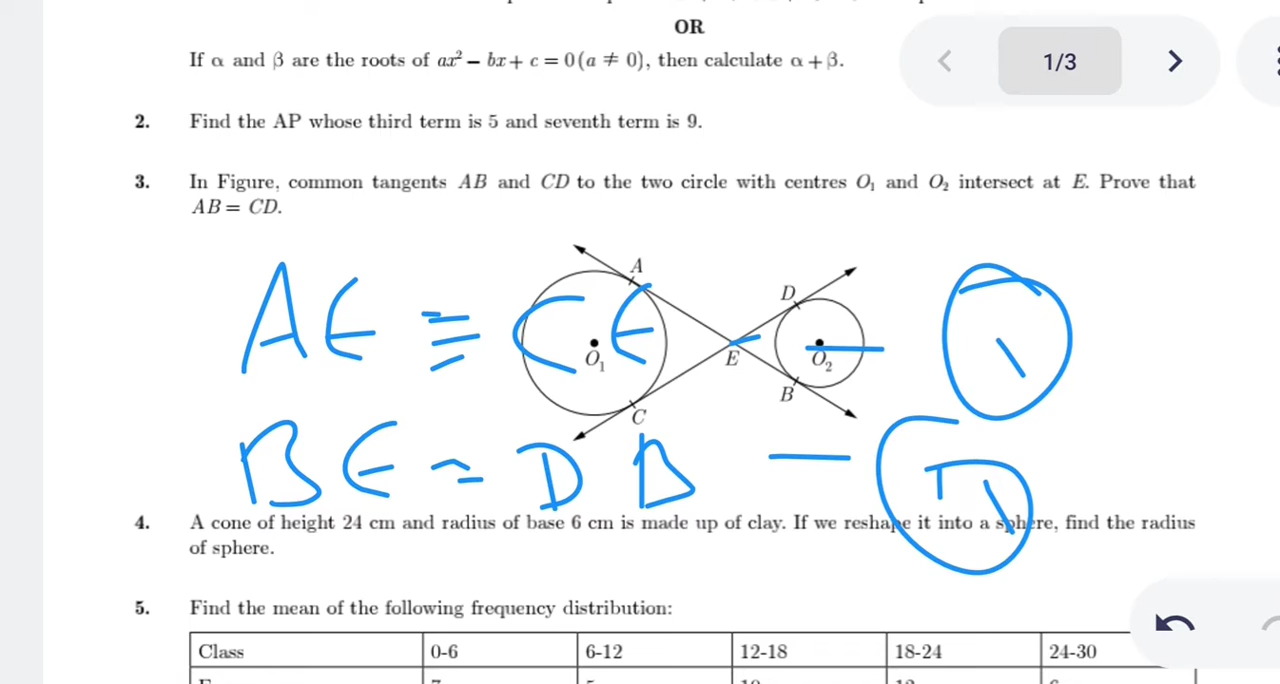 OR
If α and β are the roots of ax² – bx + c = 0 (a ≠ 0), then calculate α + β.
1/3
2. Find the AP whose third term is 5 and seventh term is 9.
3. In Figure, common tangents AB and CD to the two circle with centres O₁ and O₂ intersect at E. Prove that
AB = CD.
A
D
O₁
E
O₂
B
C
AE = CE
BE =
4. A cone of height 24 cm and radius of base 6 cm is made up of clay. If we reshape it into a sphere, find the radius
of sphere.
5. Find the mean of the following frequency distribution:
Class 0-6 6-12 12-18 18-24 24-30